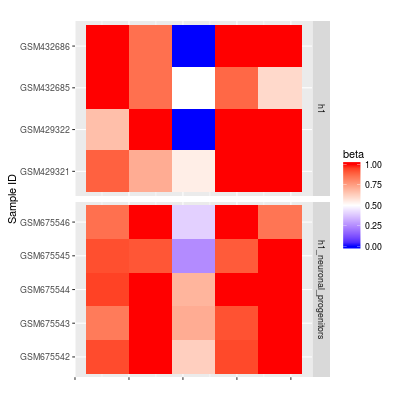 GSM432686
GSM432685
GSM429322
GSM429321
h1
GSM675546
GSM675545
GSM675544
GSM675543
GSM675542
h1_neuronal_progenitors
Sample ID
beta
1.00
0.75
0.50
0.25
0.00